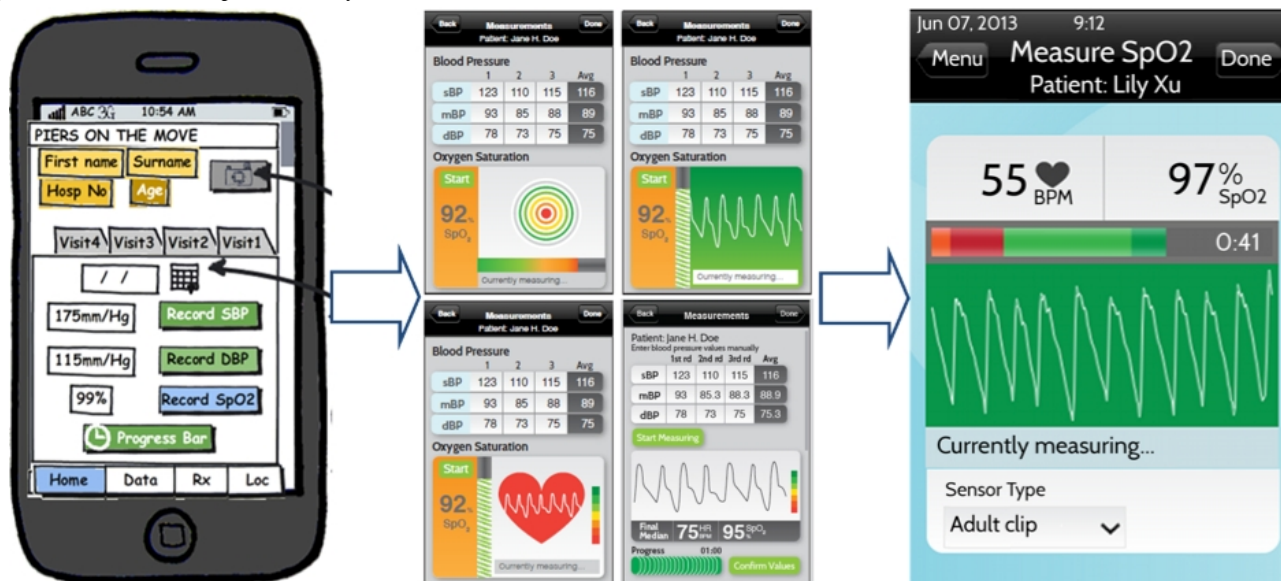 ABC 3G 10:54 AM
PIERS ON THE MOVE
First name Surname
Hosp No Age
Visit4 Visit3 Visit2 Visit1
/ /
175mm/Hg Record SBP
115mm/Hg Record DBP
99% Record SpO2
Progress Bar
Home Data Rx Loc
Back Measurements Done
Patient: Jane H. Doe
Blood Pressure
1 2 3 Avg
sBP 123 110 115 116
mBP 93 85 88 89
dBP 78 73 75 75
Oxygen Saturation
Start
92%
SpO₂
Currently measuring...
Back Measurements Done
Patient: Jane H. Doe
Blood Pressure
1 2 3 Avg
sBP 123 110 115 116
mBP 93 85 88 89
dBP 78 73 75 75
Oxygen Saturation
Start
92%
SpO₂
Currently measuring...
Back Measurements Done
Patient: Jane H. Doe
Blood Pressure
1 2 3 Avg
sBP 123 110 115 116
mBP 93 85 88 89
dBP 78 73 75 75
Oxygen Saturation
Start
92%
SpO₂
Currently measuring...
Back Measurements Done
Patient: Jane H. Doe
Enter blood pressure values manually
1st rd 2nd rd 3rd rd Avg
sBP 123 110 115 116
mBP 93 85.3 88.3 88.9
dBP 78 73 75 75.3
Start Measuring
Final Median 75 HR BPM 95 SpO₂ %
Progress 01:00
Confirm Values
Jun 07, 2013 9:12
Menu Measure SpO2 Done
Patient: Lily Xu
55 BPM 97% SpO2
0:41
Currently measuring...
Sensor Type
Adult clip